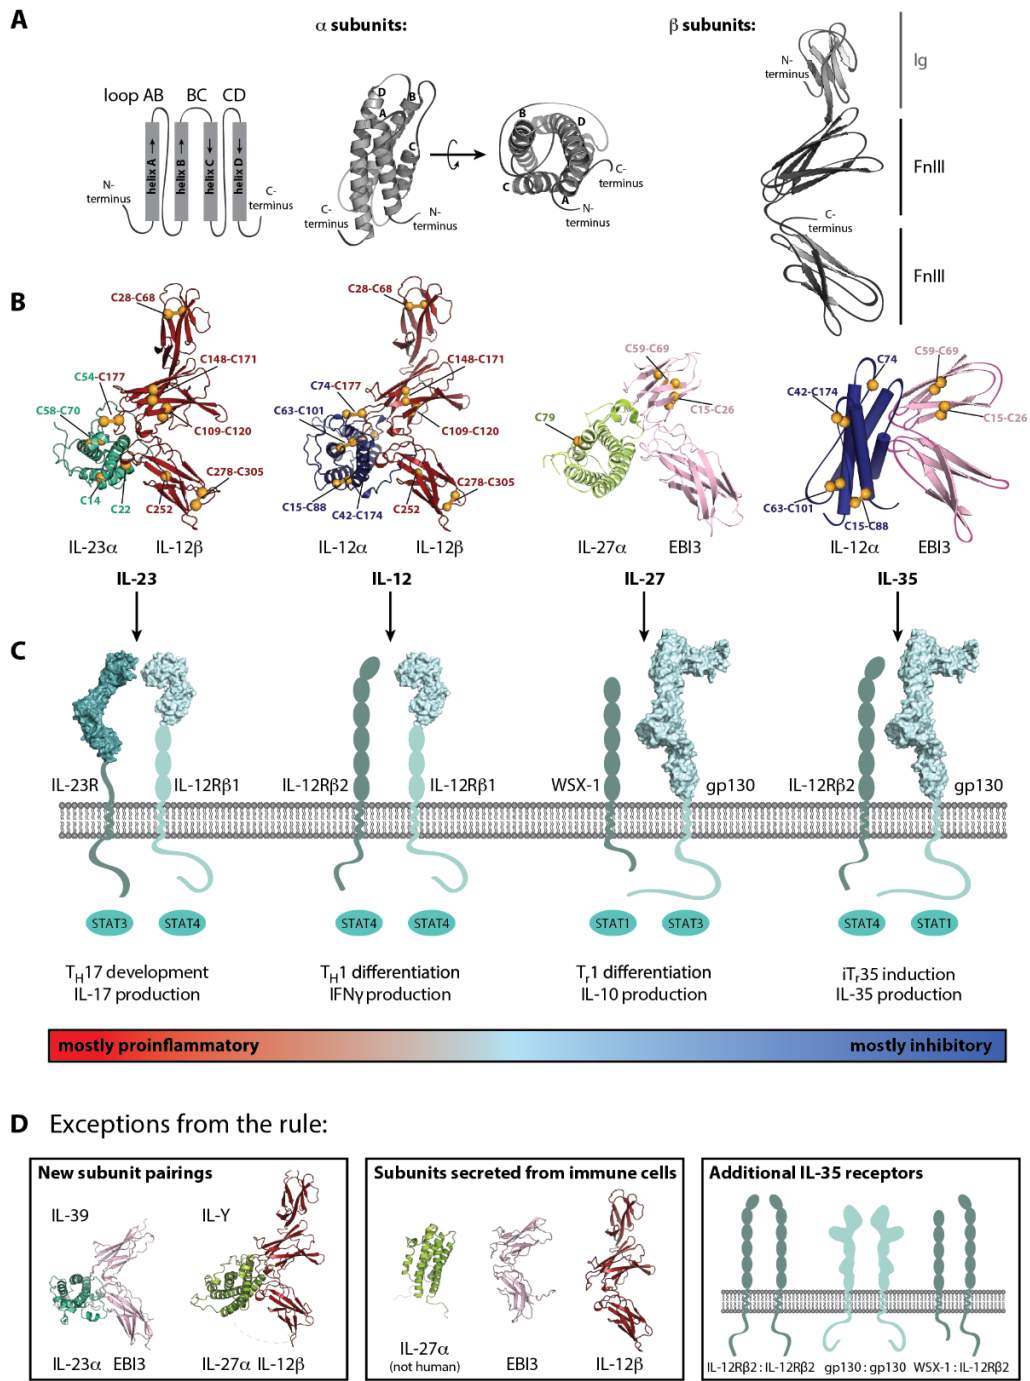 A
α subunits:
β subunits:
loop AB BC CD
helix A
helix B
helix C
helix D
N-
terminus
C-
terminus
D
B
A
C
C-
terminus
N-
terminus
B
D
C
A
C-
terminus
N-
terminus
C-
terminus
Ig
FnIII
FnIII
B
C28-C68
C148-C171
C54-C177
C58-C70
C109-C120
C278-C305
C14
C22
C252
IL-23α IL-12β
IL-23
C28-C68
C148-C171
C74-C177
C63-C101
C109-C120
C278-C305
C15-C88
C42-C174
C252
IL-12α IL-12β
IL-12
C59-C69
C79
C15-C26
IL-27α EBI3
IL-27
C74
C59-C69
C42-C174
C15-C26
C63-C101
C15-C88
IL-12α EBI3
IL-35
C
IL-23R
IL-12Rβ1
IL-12Rβ2
IL-12Rβ1
WSX-1
gp130
IL-12Rβ2
gp130
STAT3
STAT4
STAT4
STAT4
STAT1
STAT3
STAT4
STAT1
TH17 development
IL-17 production
TH1 differentiation
IFNγ production
Tr1 differentiation
IL-10 production
iTr35 induction
IL-35 production
mostly proinflammatory
mostly inhibitory
D Exceptions from the rule:
New subunit pairings
IL-39
IL-Y
IL-23α EBI3
IL-27α IL-12β
Subunits secreted from immune cells
IL-27α
(not human)
EBI3
IL-12β
Additional IL-35 receptors
IL-12Rβ2 : IL-12Rβ2
gp130 : gp130
WSX-1 : IL-12Rβ2